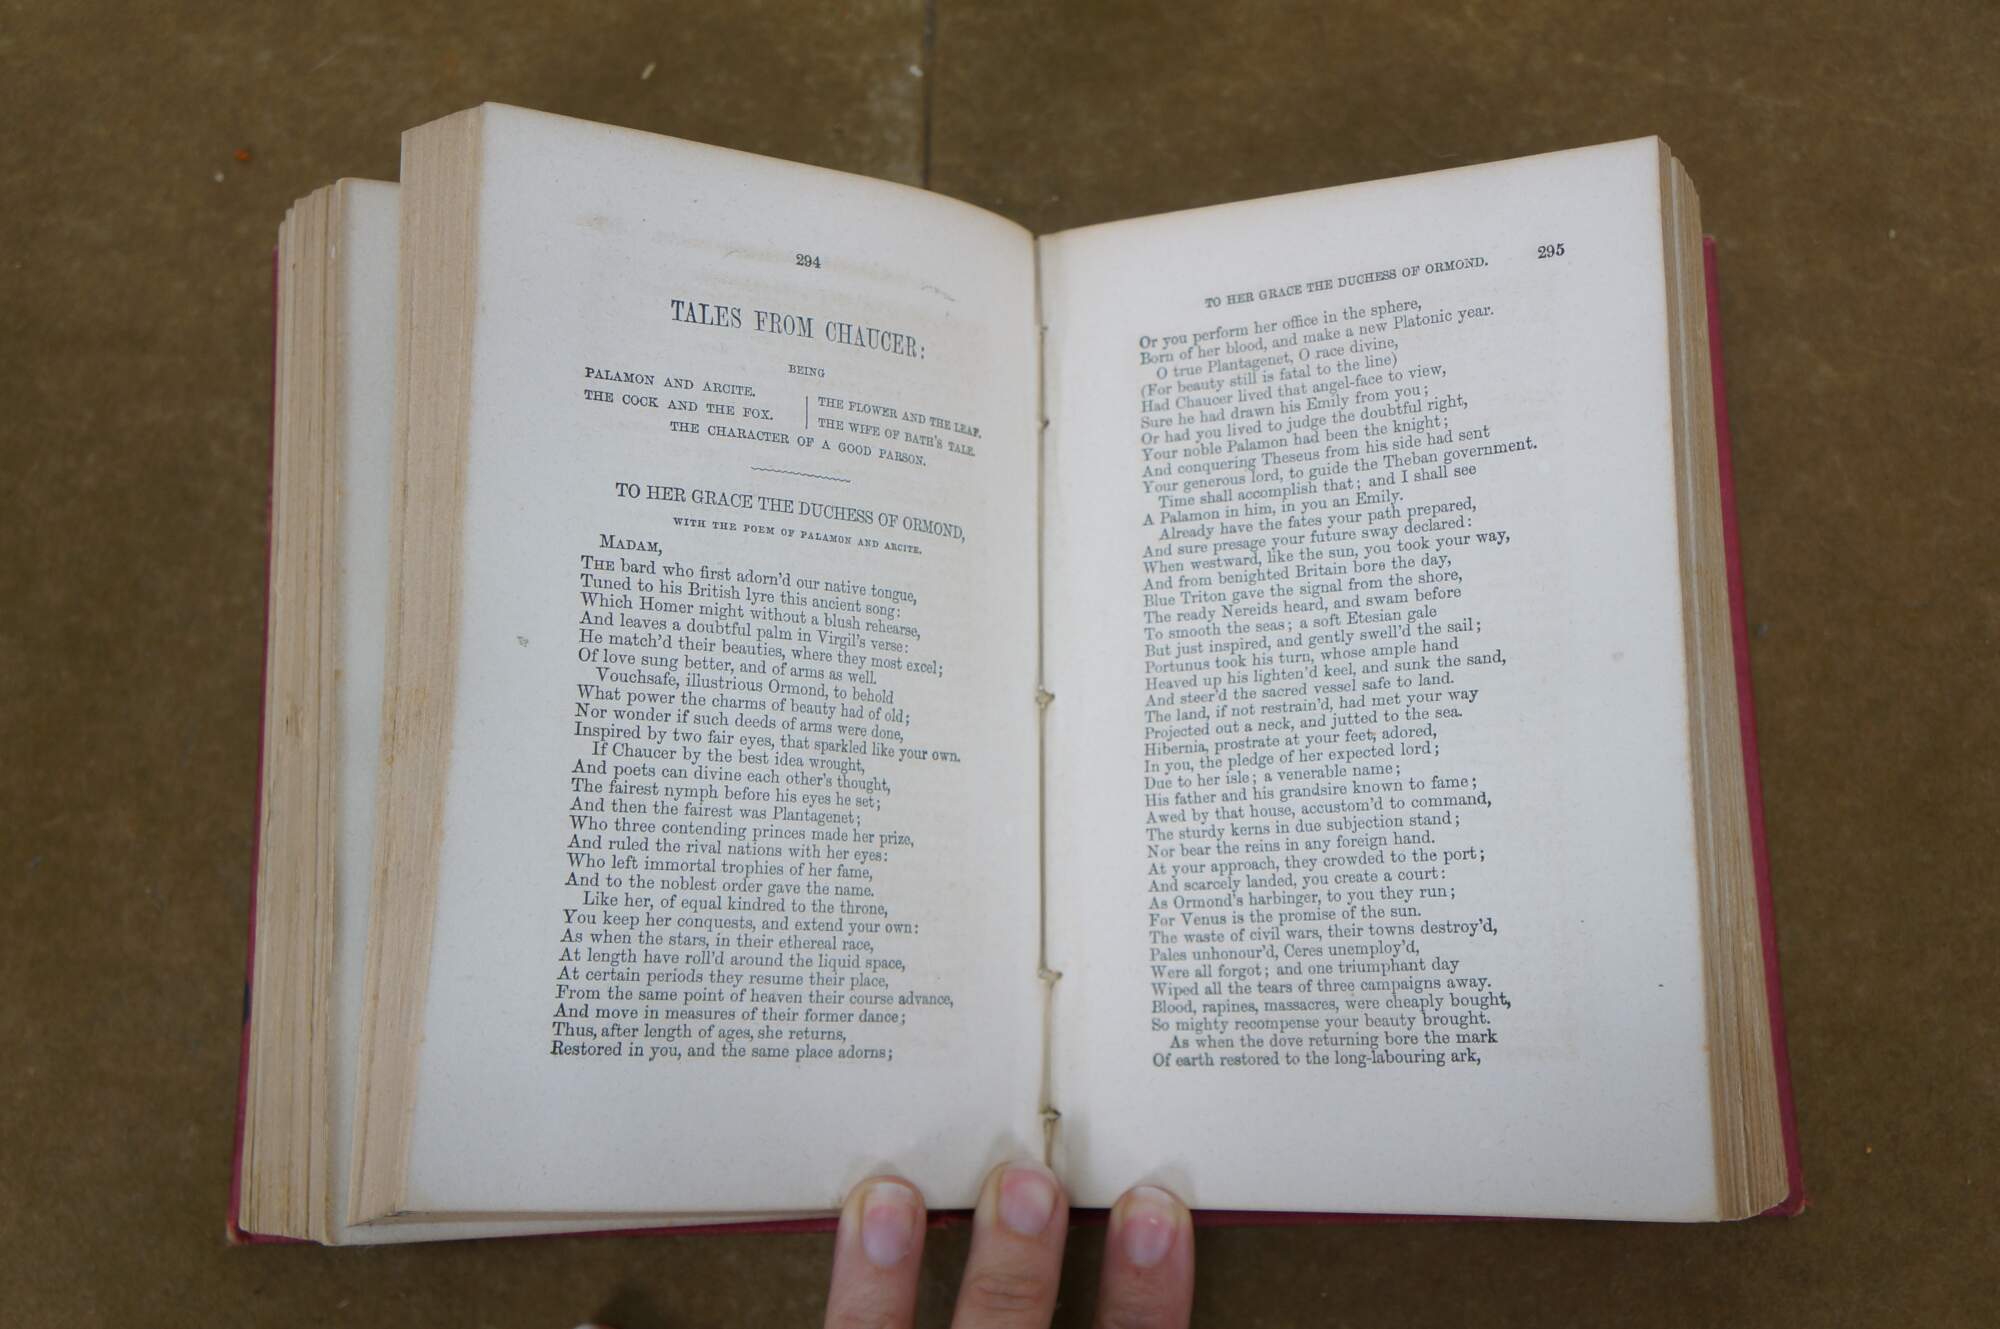 294
TALES FROM CHAUCER:
BEING
PALAMON AND ARCITE.
THE COCK AND THE FOX.
THE FLOWER AND THE LEAF.
THE WIFE OF BATH'S TALE.
THE CHARACTER OF A GOOD PARSON.
TO HER GRACE THE DUCHESS OF ORMOND,
WITH THE POEM OF PALAMON AND ARCITE.
MADAM,
THE bard who first adorn'd our native tongue,
Tuned to his British lyre this ancient song:
Which Homer might without a blush rehearse,
And leaves a doubtful palm in Virgil's verse:
He match'd their beauties, where they most excel;
Of love sung better, and of arms as well.
Vouchsafe, illustrious Ormond, to behold
What power the charms of beauty had of old;
Nor wonder if such deeds of arms were done,
Inspired by two fair eyes, that sparkled like your own.
If Chaucer by the best idea wrought,
And poets can divine each other's thought,
The fairest nymph before his eyes he set;
And then the fairest was Plantagenet;
Who three contending princes made her prize,
And ruled the rival nations with her eyes:
Who left immortal trophies of her fame,
And to the noblest order gave the name.
Like her, of equal kindred to the throne,
You keep her conquests, and extend your own:
As when the stars, in their ethereal race,
At length have roll'd around the liquid space,
At certain periods they resume their place,
From the same point of heaven their course advance,
And move in measures of their former dance;
Thus, after length of ages, she returns,
Restored in you, and the same place adorns;
TO HER GRACE THE DUCHESS OF ORMOND. 295
Or you perform her office in the sphere,
Born of her blood, and make a new Platonic year.
O true Plantagenet, O race divine,
(For beauty still is fatal to the line)
Had Chaucer lived that angel-face to view,
Sure he had drawn his Emily from you;
Or had you lived to judge the doubtful right,
Your noble Palamon had been the knight;
And conquering Theseus from his side had sent
Your generous lord, to guide the Theban government.
Time shall accomplish that; and I shall see
A Palamon in him, in you an Emily.
Already have the fates your path prepared,
And sure presage your future sway declared:
When westward, like the sun, you took your way,
And from benighted Britain bore the day,
Blue Triton gave the signal from the shore,
The ready Nereids heard, and swam before
To smooth the seas; a soft Etesian gale
But just inspired, and gently swell'd the sail;
Portunus took his turn, whose ample hand
Heaved up his lighten'd keel, and sunk the sand,
And steer'd the sacred vessel safe to land.
The land, if not restrain'd, had met your way
Projected out a neck, and jutted to the sea.
Hibernia, prostrate at your feet, adored,
In you, the pledge of her expected lord;
Due to her isle; a venerable name;
His father and his grandsire known to fame;
Awed by that house, accustom'd to command,
The sturdy kerns in due subjection stand;
Nor bear the reins in any foreign hand.
At your approach, they crowded to the port;
And scarcely landed, you create a court:
As Ormond's harbinger, to you they run;
For Venus is the promise of the sun.
The waste of civil wars, their towns destroy'd,
Pales unhonour'd, Ceres unemploy'd,
Were all forgot; and one triumphant day
Wiped all the tears of three campaigns away.
Blood, rapines, massacres, were cheaply bought,
So mighty recompense your beauty brought.
As when the dove returning bore the mark
Of earth restored to the long-labouring ark,